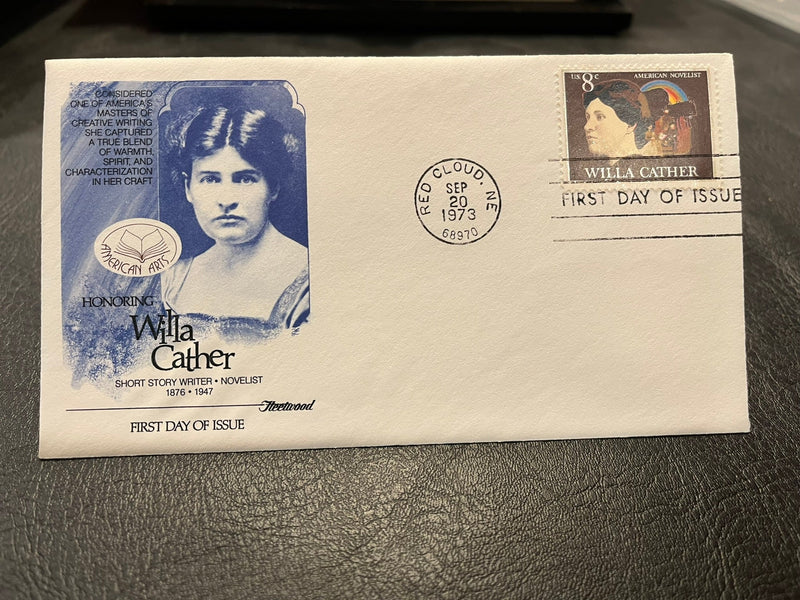 CONSIDERED
ONE OF AMERICA'S
MASTERS OF
CREATIVE WRITING
SHE CAPTURED
A TRUE BLEND
OF WARMTH,
SPIRIT, AND
CHARACTERIZATION
IN HER CRAFT
AMERICAN ARTS
HONORING
Willa
Cather
SHORT STORY WRITER • NOVELIST
1876 • 1947
Fleetwood
FIRST DAY OF ISSUE
RED CLOUD, NE
SEP
20
1973
68970
U.S. 8c AMERICAN NOVELIST
WILLA CATHER
FIRST DAY OF ISSUE